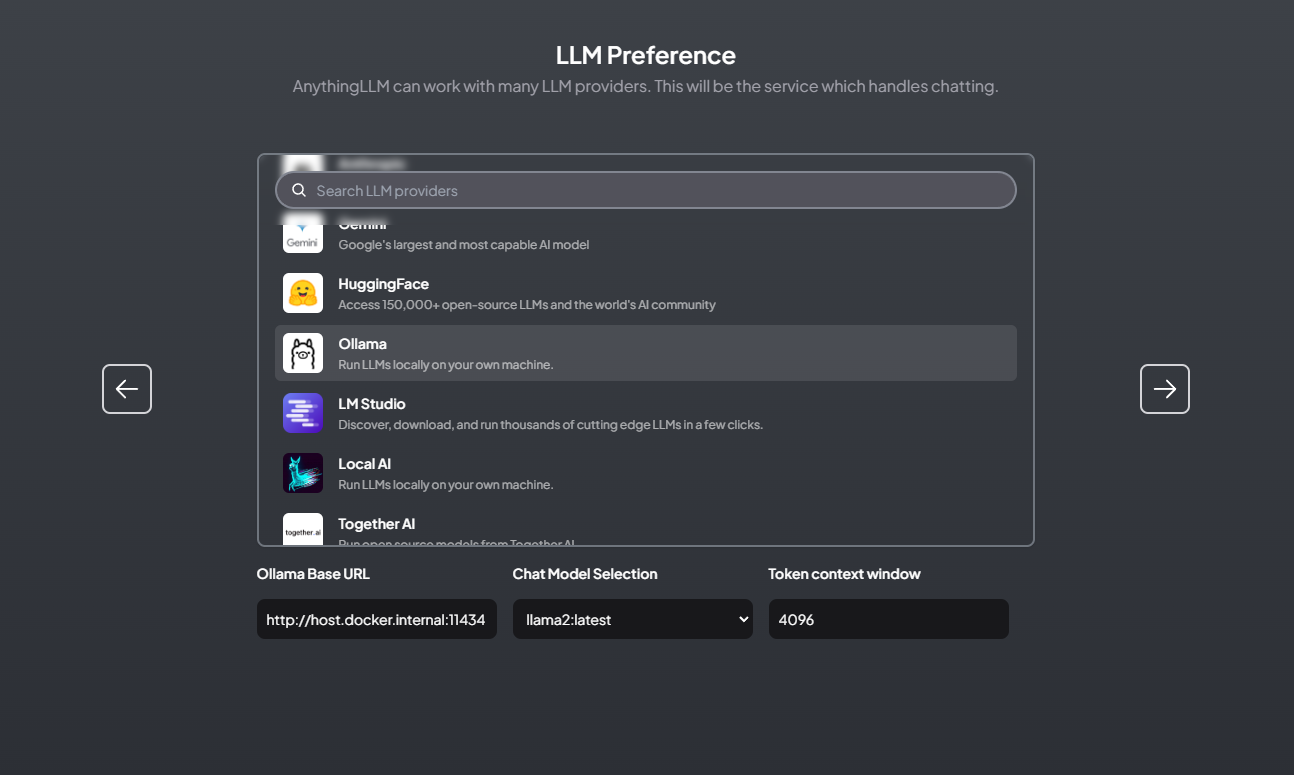 LLM Preference
AnythingLLM can work with many LLM providers. This will be the service which handles chatting.
Search LLM providers
Gemini
Gemini
Google's largest and most capable AI model
HuggingFace
Access 150,000+ open-source LLMs and the world's AI community
Ollama
Run LLMs locally on your own machine.
LM Studio
Discover, download, and run thousands of cutting edge LLMs in a few clicks.
Local AI
Run LLMs locally on your own machine.
together.ai
Together AI
Run open source models from Together AI.
Ollama Base URL
Chat Model Selection
Token context window
http://host.docker.internal:11434
llama2:latest
4096